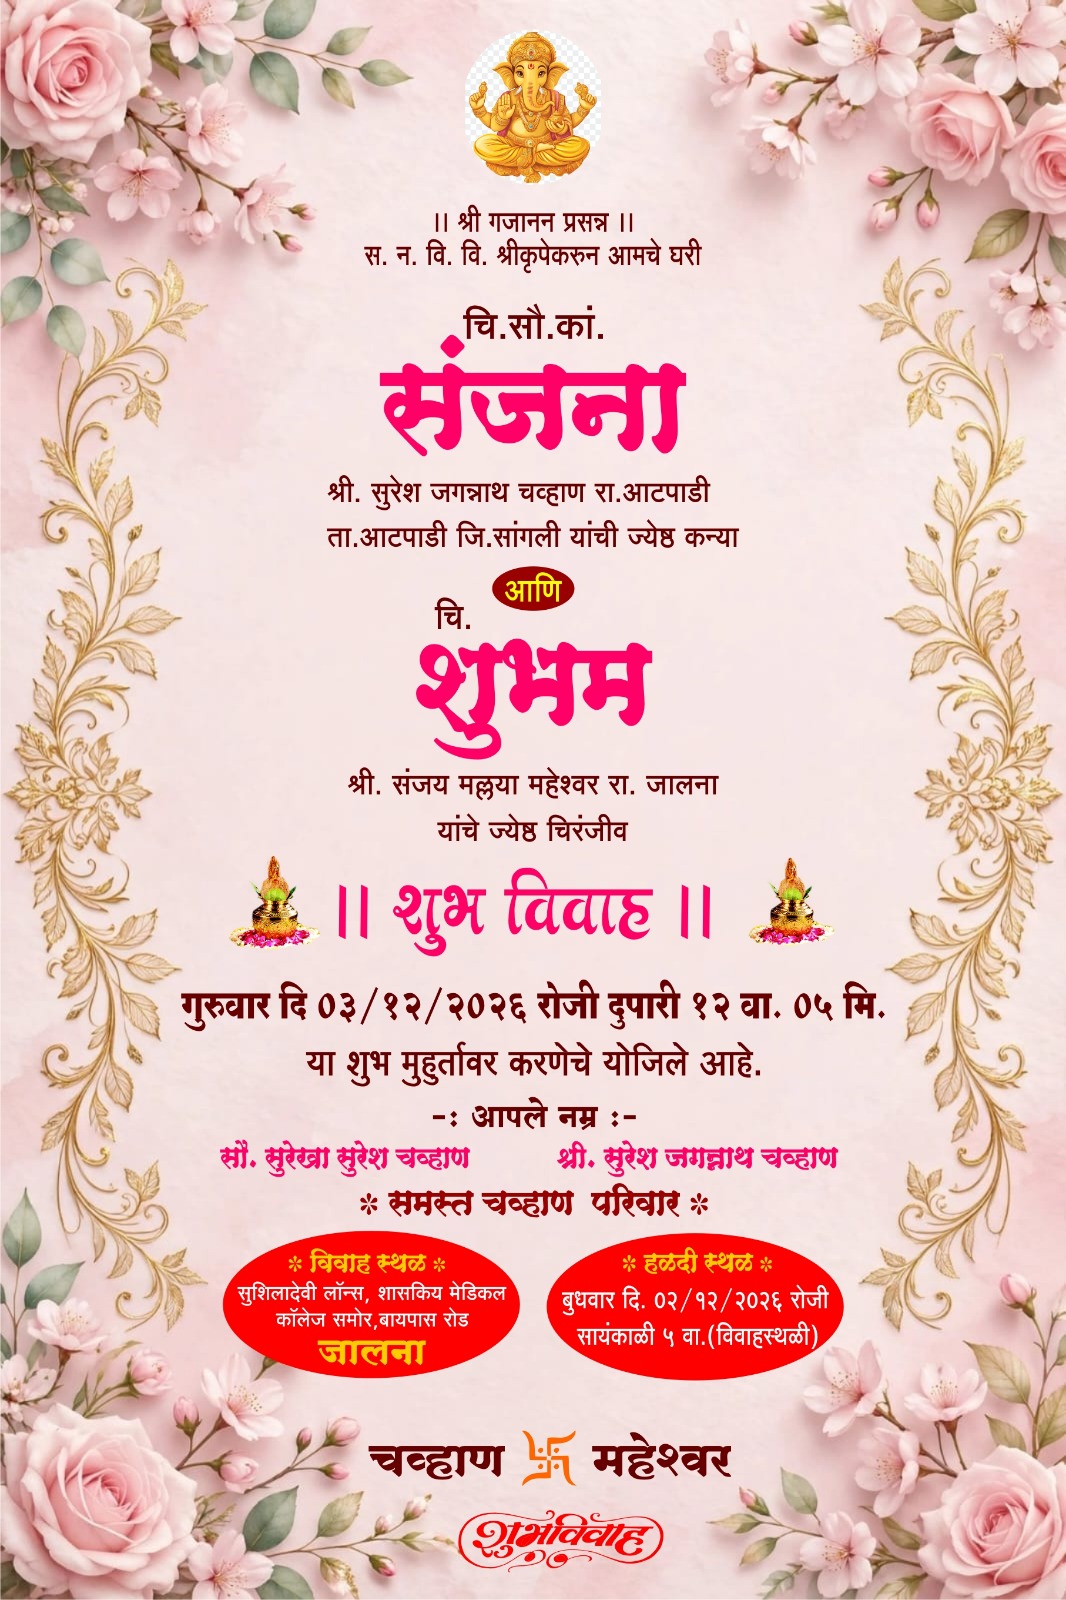 ।। श्री गजानन प्रसन्न ।।
स. न. वि. वि. श्रीकृपेकरुन आमचे घरी
चि.सौ.कां.
संजना
श्री. सुरेश जगन्नाथ चव्हाण रा.आटपाडी
ता.आटपाडी जि.सांगली यांची ज्येष्ठ कन्या
आणि
चि.
शुभम
श्री. संजय मल्लया महेश्वर रा. जालना
यांचे ज्येष्ठ चिरंजीव
।। शुभ विवाह ।।
गुरुवार दि ०३/१२/२०२६ रोजी दुपारी १२ वा. ०५ मि.
या शुभ मुहुर्तावर करणेचे योजिले आहे.
-: आपले नम्र :-
सौ. सुरेखा सुरेश चव्हाण श्री. सुरेश जगन्नाथ चव्हाण
* समस्त चव्हाण परिवार *
* विवाह स्थळ *
सुशिलादेवी लॉन्स, शासकिय मेडिकल
कॉलेज समोर,बायपास रोड
जालना
* हळदी स्थळ *
बुधवार दि. ०२/१२/२०२६ रोजी
सायंकाळी ५ वा.(विवाहस्थळी)
चव्हाण 卐 महेश्वर
शुभविवाह